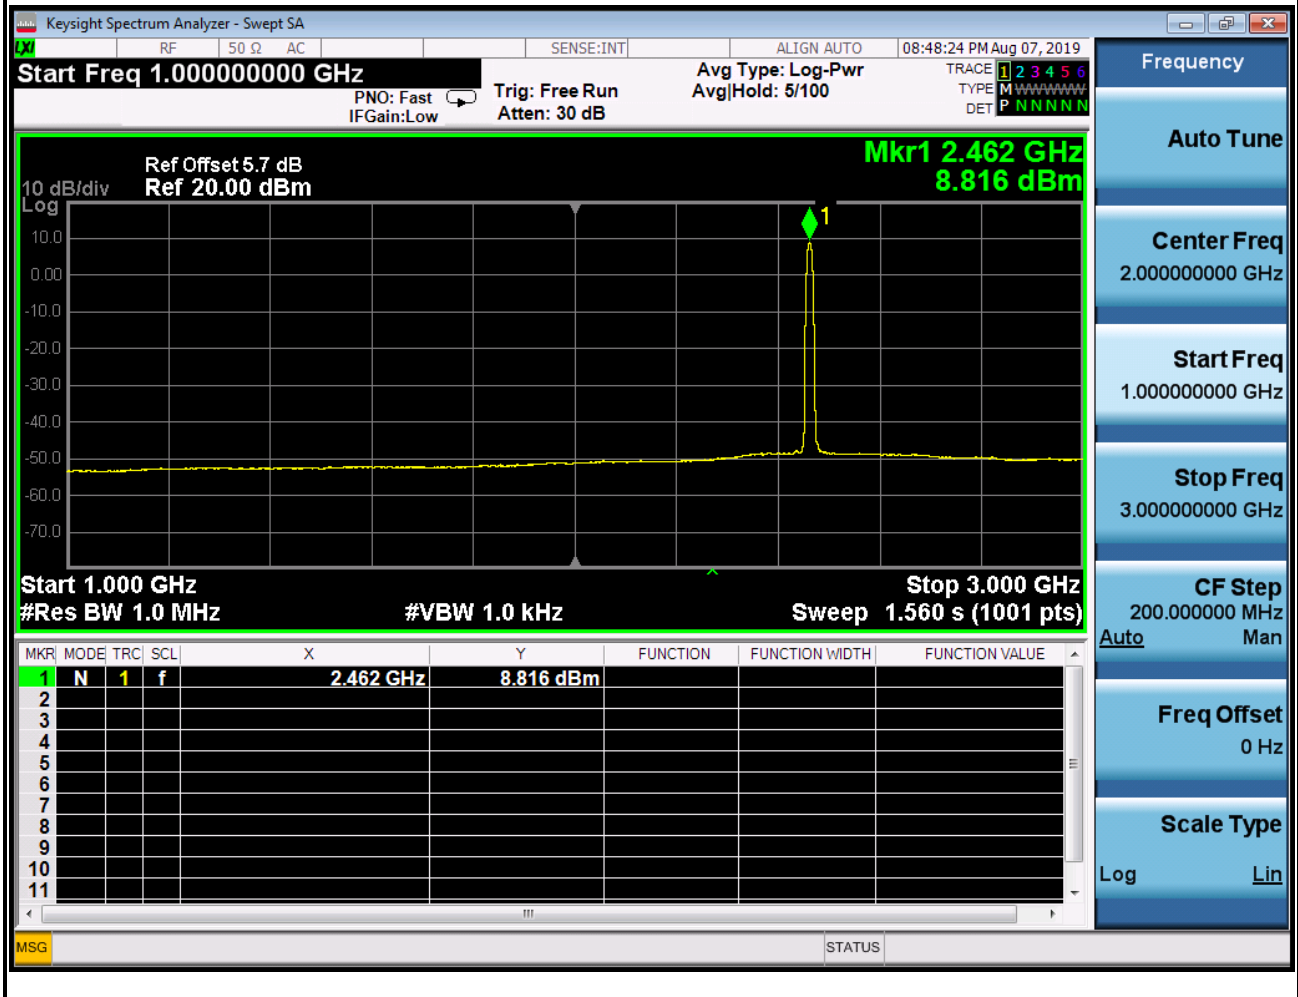 Keysight Spectrum Analyzer - Swept SA
LXI RF 50 Ω AC SENSE:INT ALIGN AUTO 08:48:24 PM Aug 07, 2019
Start Freq 1.000000000 GHz
PNO: Fast
IFGain:Low
Trig: Free Run
Atten: 30 dB
Avg Type: Log-Pwr
Avg|Hold: 5/100
TRACE 1 2 3 4 5 6
TYPE M WWWWW
DET P N N N N N
Mkr1 2.462 GHz
8.816 dBm
Ref Offset 5.7 dB
10 dB/div Ref 20.00 dBm
Log
1
10.0
0.00
-10.0
-20.0
-30.0
-40.0
-50.0
-60.0
-70.0
Start 1.000 GHz Stop 3.000 GHz
#Res BW 1.0 MHz #VBW 1.0 kHz Sweep 1.560 s (1001 pts)
MKR MODE TRC SCL X Y FUNCTION FUNCTION WIDTH FUNCTION VALUE
1 N 1 f 2.462 GHz 8.816 dBm
2
3
4
5
6
7
8
9
10
11
MSG STATUS
Frequency
Auto Tune
Center Freq
2.000000000 GHz
Start Freq
1.000000000 GHz
Stop Freq
3.000000000 GHz
CF Step
200.000000 MHz
Auto Man
Freq Offset
0 Hz
Scale Type
Log Lin